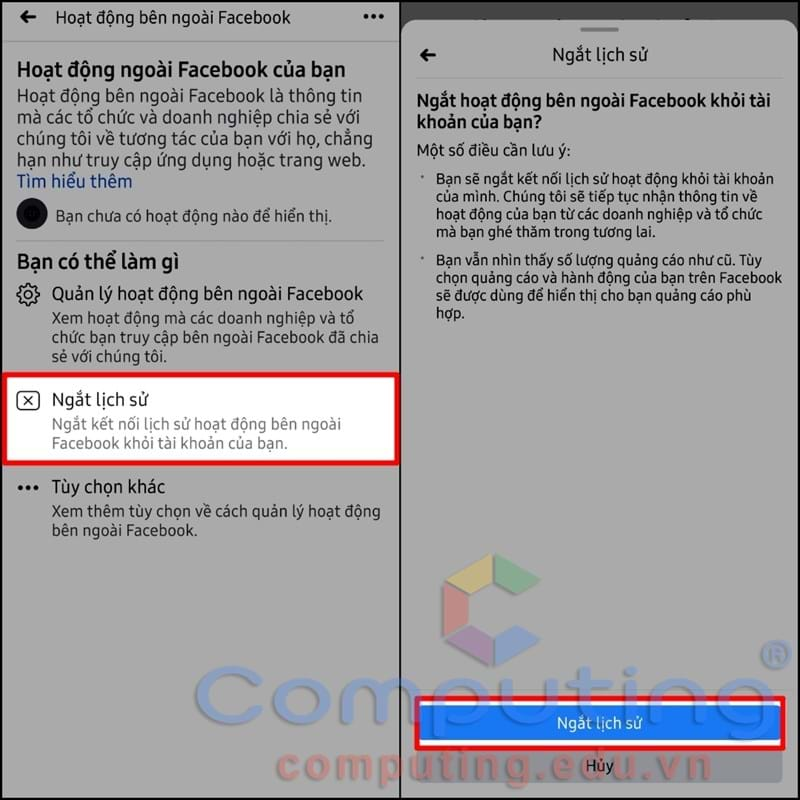 Hoạt động bên ngoài Facebook
Hoạt động ngoài Facebook của bạn
Hoạt động bên ngoài Facebook là thông tin
mà các tổ chức và doanh nghiệp chia sẻ với
chúng tôi về tương tác của bạn với họ, chẳng
hạn như truy cập ứng dụng hoặc trang web.
Tìm hiểu thêm
Bạn chưa có hoạt động nào để hiển thị.
Bạn có thể làm gì
Quản lý hoạt động bên ngoài Facebook
Xem hoạt động mà các doanh nghiệp và tổ
chức bạn truy cập bên ngoài Facebook đã chia
sẻ với chúng tôi.
Ngắt lịch sử
Ngắt kết nối lịch sử hoạt động bên ngoài
Facebook khỏi tài khoản của bạn.
Tùy chọn khác
Xem thêm tùy chọn về cách quản lý hoạt động
bên ngoài Facebook.
Ngắt lịch sử
Ngắt hoạt động bên ngoài Facebook khỏi tài
khoản của bạn?
Một số điều cần lưu ý:
• Bạn sẽ ngắt kết nối lịch sử hoạt động khỏi tài khoản
của mình. Chúng tôi sẽ tiếp tục nhận thông tin về
hoạt động của bạn từ các doanh nghiệp và tổ chức
mà bạn ghé thăm trong tương lai.
• Bạn vẫn nhìn thấy số lượng quảng cáo như cũ. Tùy
chọn quảng cáo và hành động của bạn trên Facebook
sẽ được dùng để hiển thị cho bạn quảng cáo phù
hợp.
Computing®
Ngắt lịch sử
Hủy
computing.edu.vn